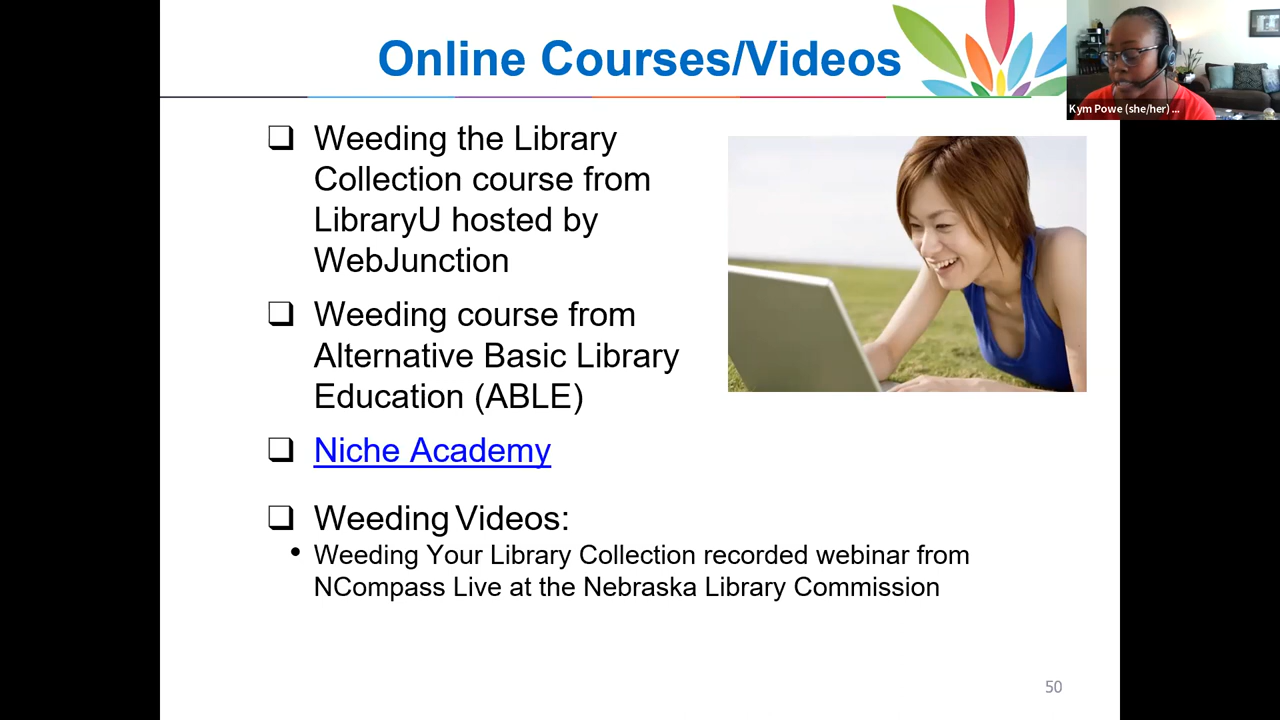 Online Courses/Videos
Kym Powe (she/her) ...
❑ Weeding the Library
Collection course from
LibraryU hosted by
WebJunction
❑ Weeding course from
Alternative Basic Library
Education (ABLE)
❑ Niche Academy
❑ Weeding Videos:
• Weeding Your Library Collection recorded webinar from
NCompass Live at the Nebraska Library Commission
50